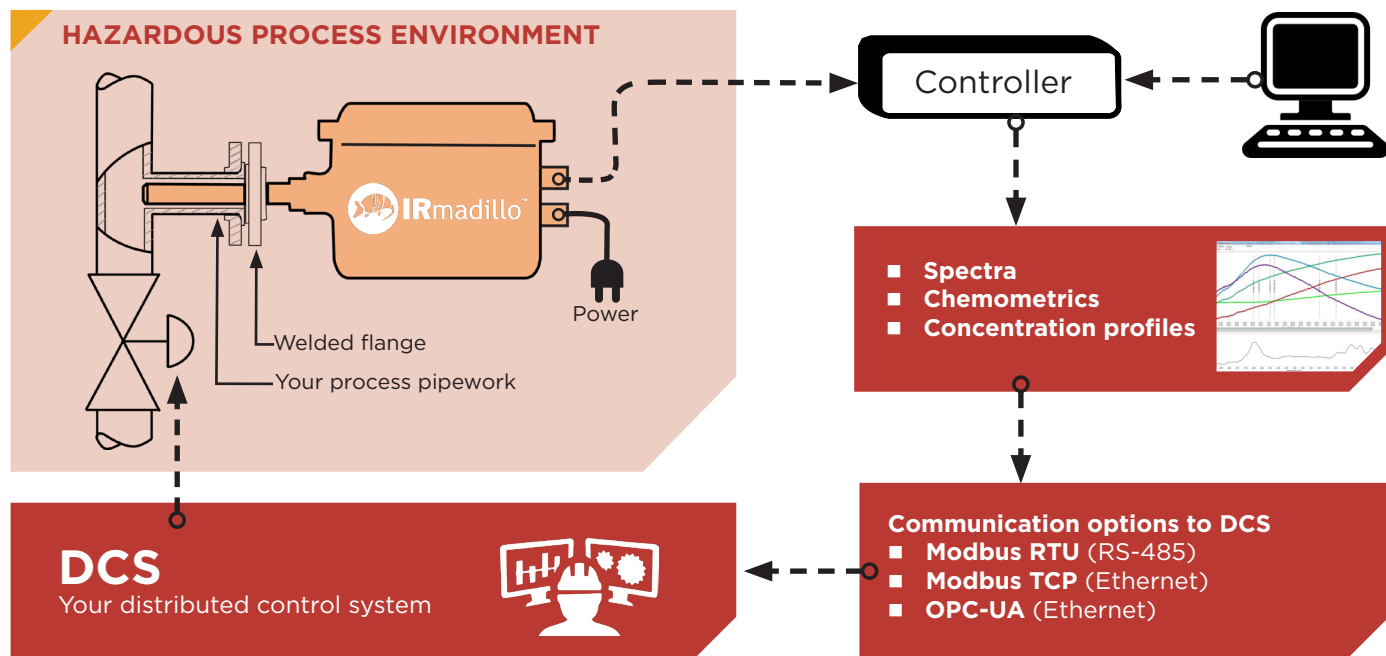 HAZARDOUS PROCESS ENVIRONMENT
Controller
IRmadillo™
Power
Welded flange
Your process pipework
■ Spectra
■ Chemometrics
■ Concentration profiles
Communication options to DCS
■ Modbus RTU (RS-485)
■ Modbus TCP (Ethernet)
■ OPC-UA (Ethernet)
DCS
Your distributed control system